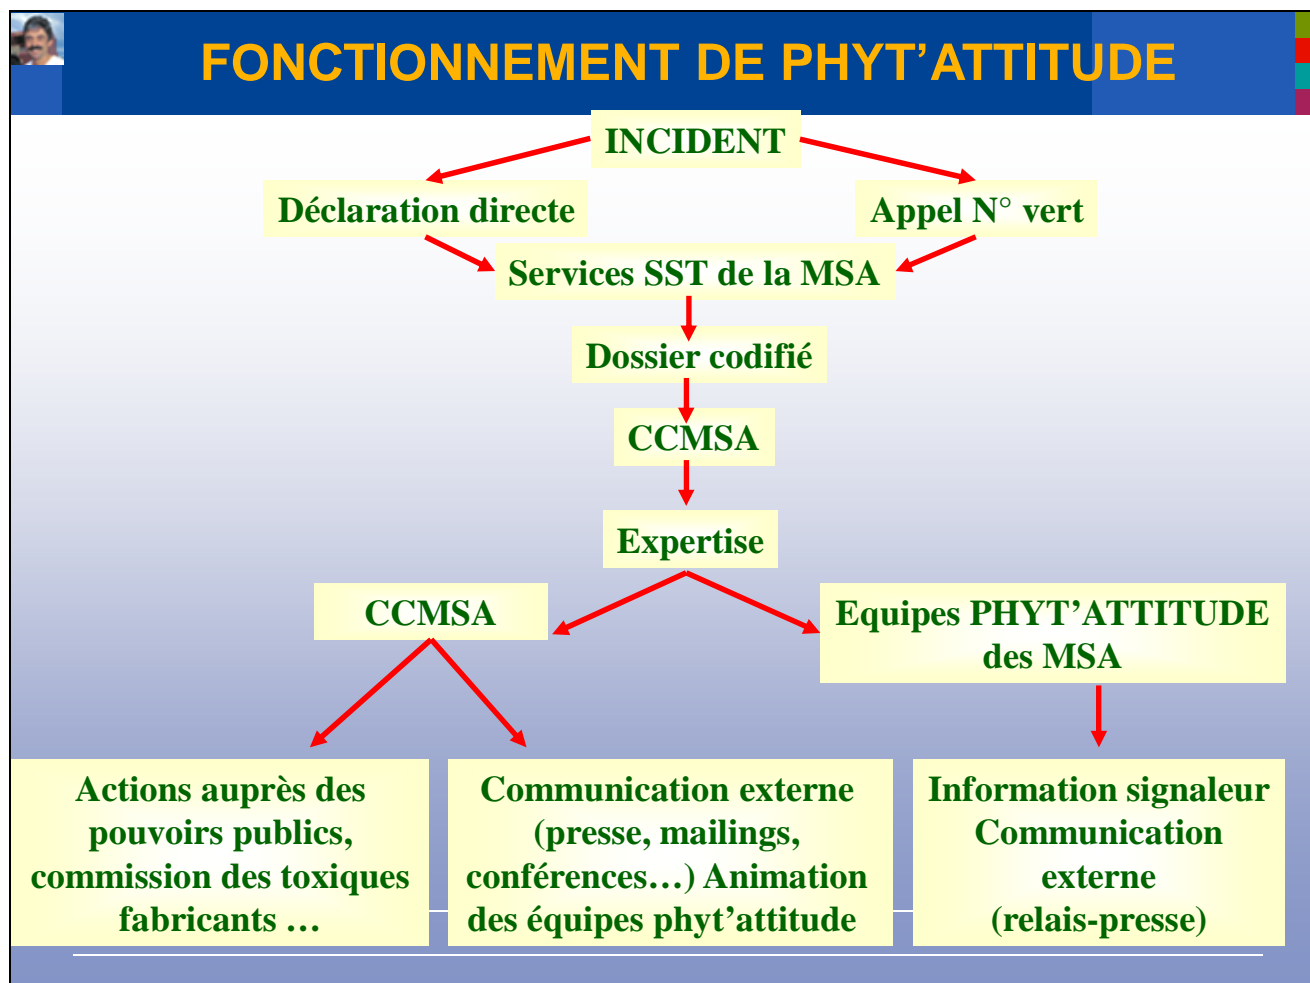 FONCTIONNEMENT DE PHYT’ATTITUDE
INCIDENT
Déclaration directe
Appel N° vert
Services SST de la MSA
Dossier codifié
CCMSA
Expertise
CCMSA
Equipes PHYT’ATTITUDE
des MSA
Actions auprès des
pouvoirs publics,
commission des toxiques
fabricants …
Communication externe
(presse, mailings,
conférences…) Animation
des équipes phyt’attitude
Information signaleur
Communication
externe
(relais-presse)